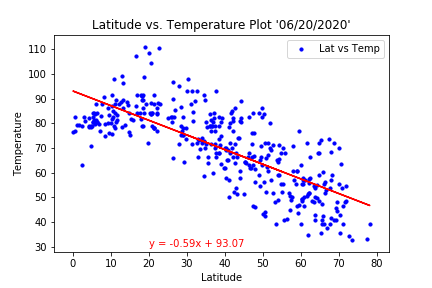 Latitude vs. Temperature Plot '06/20/2020'
Lat vs Temp
110
100
90
80
70
60
50
40
30
Temperature
y = -0.59x + 93.07
0 10 20 30 40 50 60 70 80
Latitude